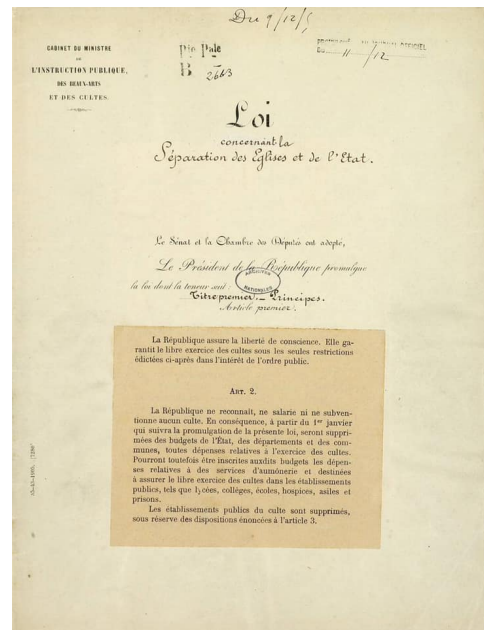 Du 9/12/5
CABINET DU MINISTRE
DE
L'INSTRUCTION PUBLIQUE,
DES BEAUX-ARTS
ET DES CULTES.
Bie Pale
B 2663
AU JOURNAL OFFICIEL
DU 11/12
Loi
concernant la
Séparation des Eglises et de l'Etat.
Le Sénat et la Chambre des Députés ont adopté,
Le Président de la République promulgue
la loi dont la teneur suit :
ARCHIVES
NATIONALES
Titre premier. — Principes.
Article premier.
La République assure la liberté de conscience. Elle ga-
rantit le libre exercice des cultes sous les seules restrictions
édictées ci-après dans l'intérêt de l'ordre public.
ART. 2.
La République ne reconnaît, ne salarie ni ne subven-
tionne aucun culte. En conséquence, à partir du 1er janvier
qui suivra la promulgation de la présente loi, seront suppri-
mées des budgets de l'État, des départements et des com-
munes, toutes dépenses relatives à l'exercice des cultes.
Pourront toutefois être inscrites auxdits budgets les dépen-
ses relatives à des services d'aumônerie et destinées
à assurer le libre exercice des cultes dans les établissements
publics, tels que lycées, collèges, écoles, hospices, asiles et
prisons.
Les établissements publics du culte sont supprimés,
sous réserve des dispositions énoncées à l'article 3.